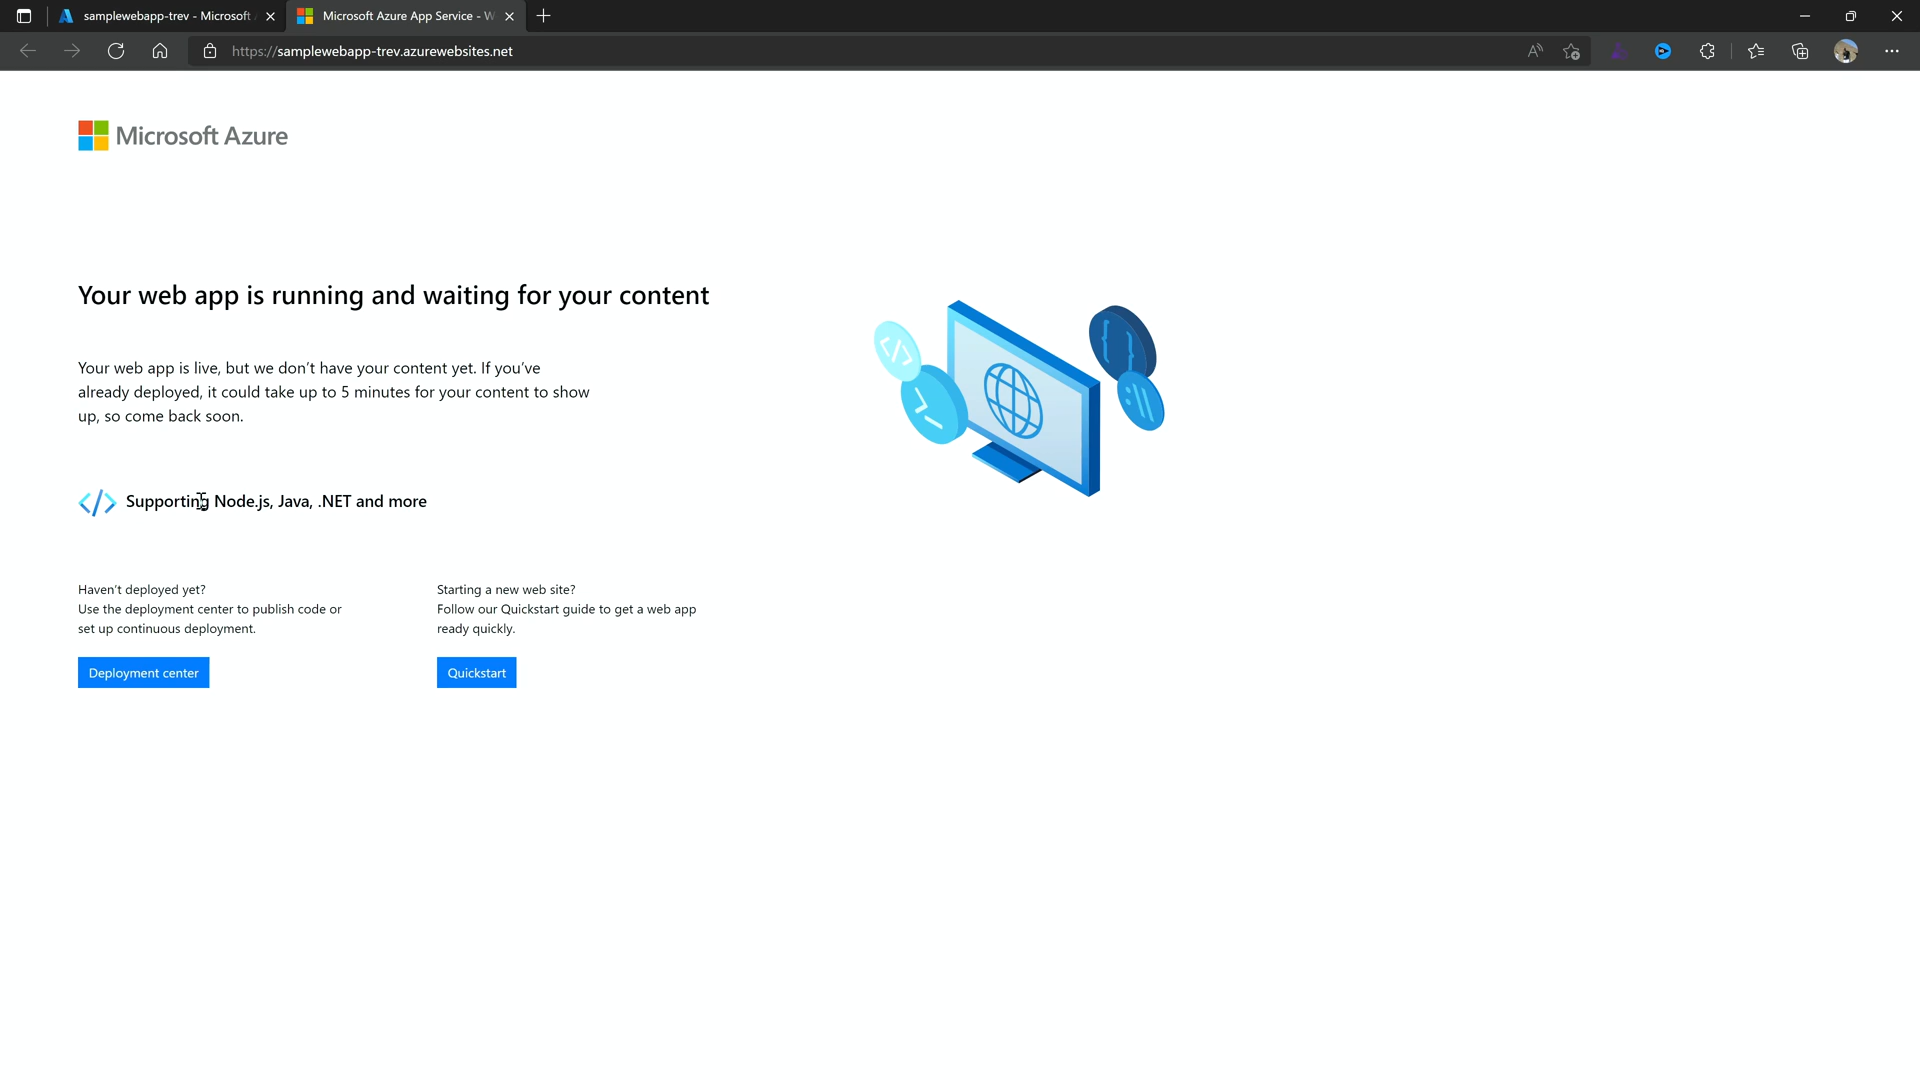 samplewebapp-trev - Microsoft
Microsoft Azure App Service - W
https://samplewebapp-trev.azurewebsites.net
Microsoft Azure
Your web app is running and waiting for your content
Your web app is live, but we don’t have your content yet. If you’ve
already deployed, it could take up to 5 minutes for your content to show
up, so come back soon.
</> Supporting Node.js, Java, .NET and more
Haven’t deployed yet?
Use the deployment center to publish code or
set up continuous deployment.
Deployment center
Starting a new web site?
Follow our Quickstart guide to get a web app
ready quickly.
Quickstart